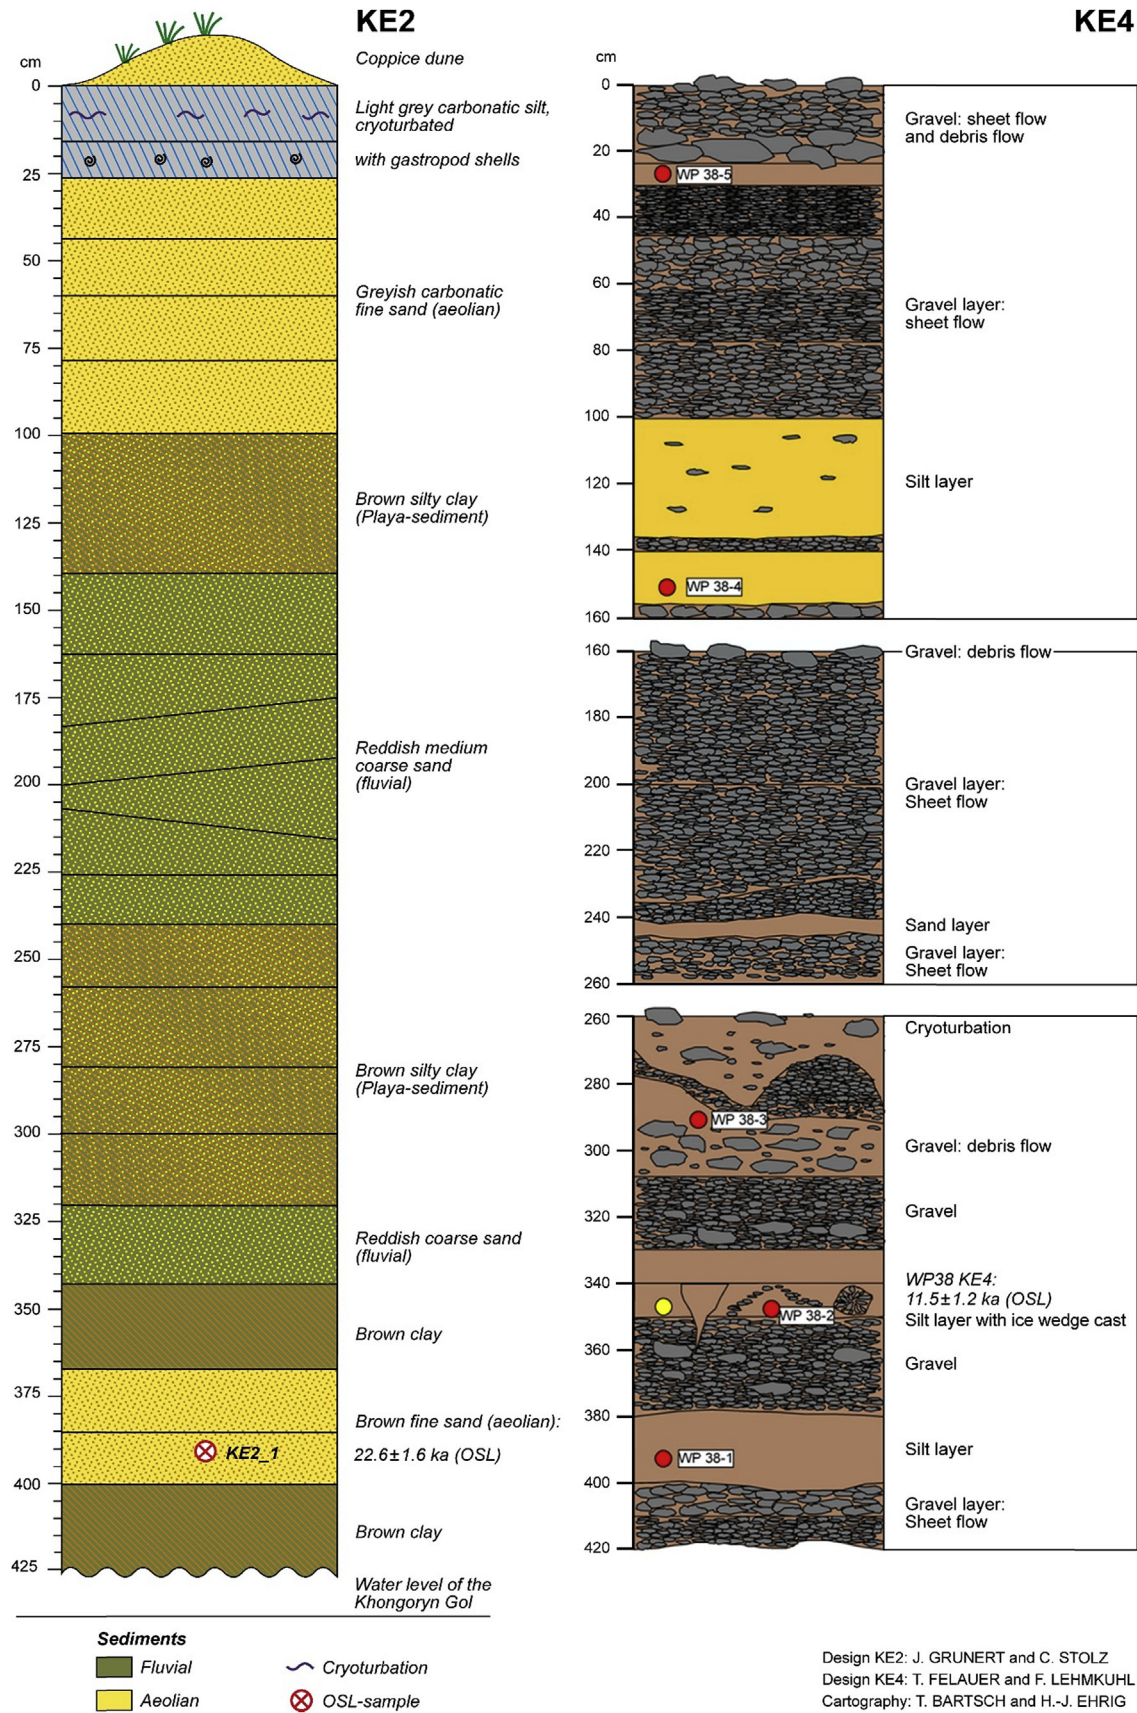 KE2
cm
Coppice dune
0
Light grey carbonatic silt,
cryoturbated
with gastropod shells
25
50
Greyish carbonatic
fine sand (aeolian)
75
100
Brown silty clay
(Playa-sediment)
125
150
175
Reddish medium
coarse sand
(fluvial)
200
225
250
275
Brown silty clay
(Playa-sediment)
300
325
Reddish coarse sand
(fluvial)
350
Brown clay
375
Brown fine sand (aeolian):
KE2_1
22.6±1.6 ka (OSL)
400
Brown clay
425
Water level of the
Khongoryn Gol
Sediments
Fluvial
Aeolian
Cryoturbation
OSL-sample
KE4
cm
0
Gravel: sheet flow
and debris flow
20
WP 38-5
40
60
Gravel layer:
sheet flow
80
100
120
Silt layer
140
WP 38-4
160
160
Gravel: debris flow
180
200
Gravel layer:
Sheet flow
220
240
Sand layer
Gravel layer:
Sheet flow
260
260
Cryoturbation
280
WP 38-3
300
Gravel: debris flow
320
Gravel
340
WP38 KE4:
11.5±1.2 ka (OSL)
WP 38-2
Silt layer with ice wedge cast
360
Gravel
380
Silt layer
WP 38-1
400
Gravel layer:
Sheet flow
420
Design KE2: J. GRUNERT and C. STOLZ
Design KE4: T. FELAUER and F. LEHMKUHL
Cartography: T. BARTSCH and H.-J. EHRIG